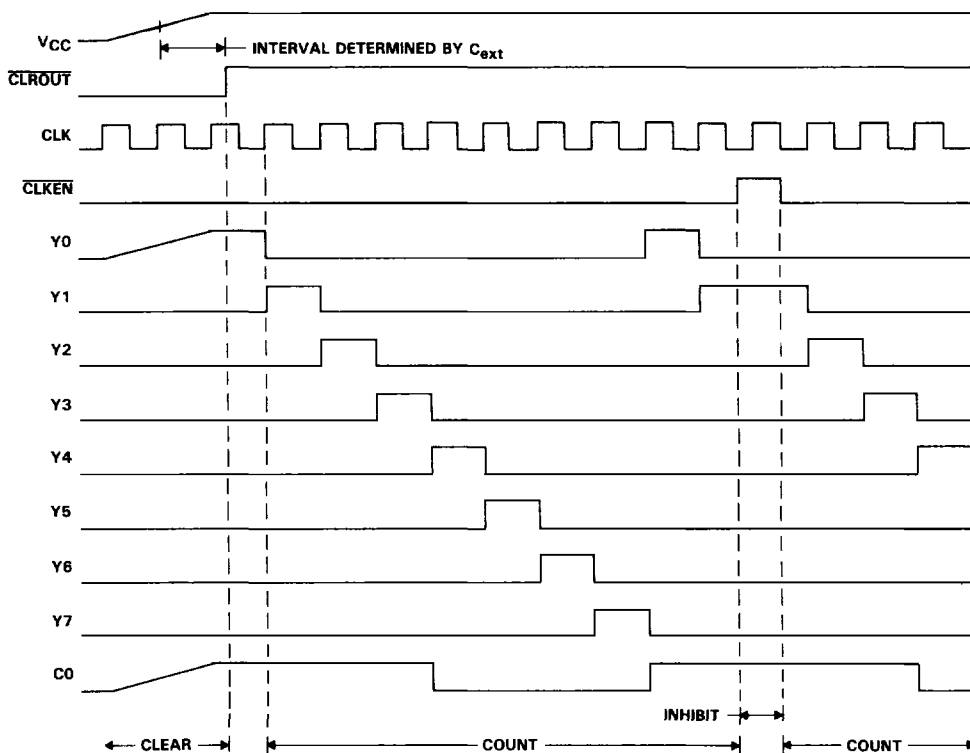 VCC
INTERVAL DETERMINED BY Cext
CLROUT
CLK
CLKEN
Y0
Y1
Y2
Y3
Y4
Y5
Y6
Y7
C0
INHIBIT
CLEAR
COUNT
COUNT